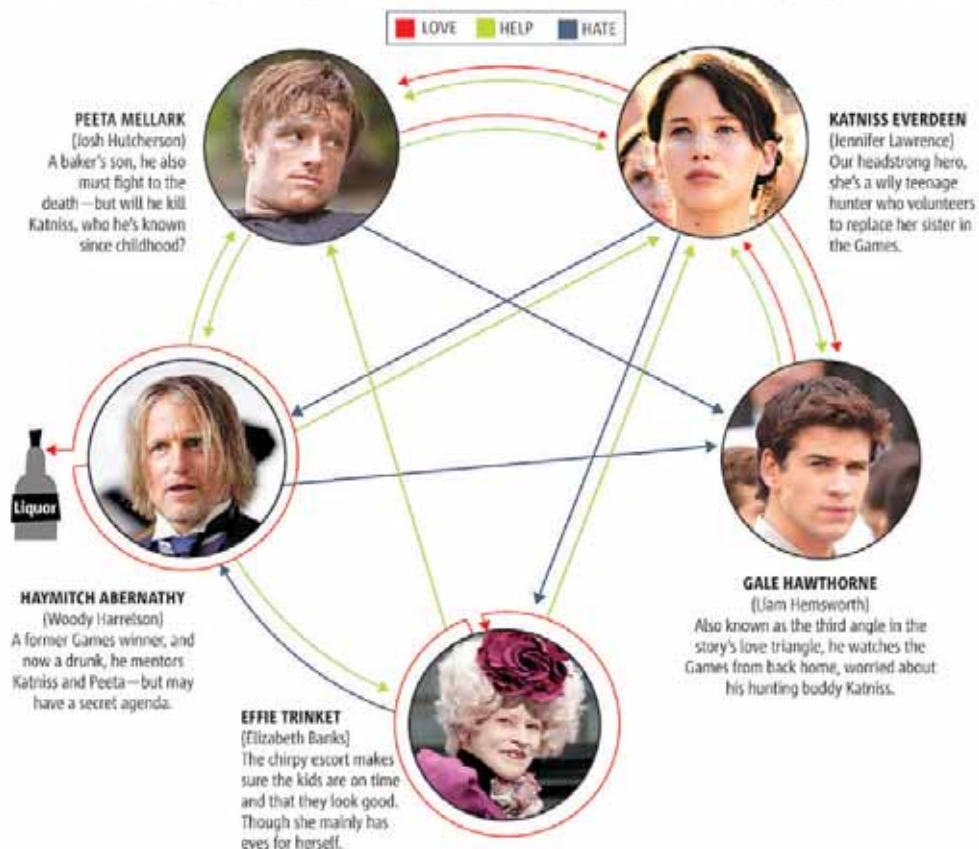 LOVE HELP HATE
PEETA MELLARK
(Josh Hutcherson)
A baker's son, he also
must fight to the
death—but will he kill
Katniss, who he's known
since childhood?
KATNISS EVERDEEN
(Jennifer Lawrence)
Our headstrong hero,
she's a wily teenage
hunter who volunteers
to replace her sister in
the Games.
Liquor
HAYMITCH ABERNATHY
(Woody Harrelson)
A former Games winner, and
now a drunk, he mentors
Katniss and Peeta—but may
have a secret agenda.
GALE HAWTHORNE
(Liam Hemsworth)
Also known as the third angle in the
story's love triangle, he watches the
Games from back home, worried about
his hunting buddy Katniss.
EFFIE TRINKET
(Elizabeth Banks)
The chirpy escort makes
sure the kids are on time
and that they look good.
Though she mainly has
eyes for herself.